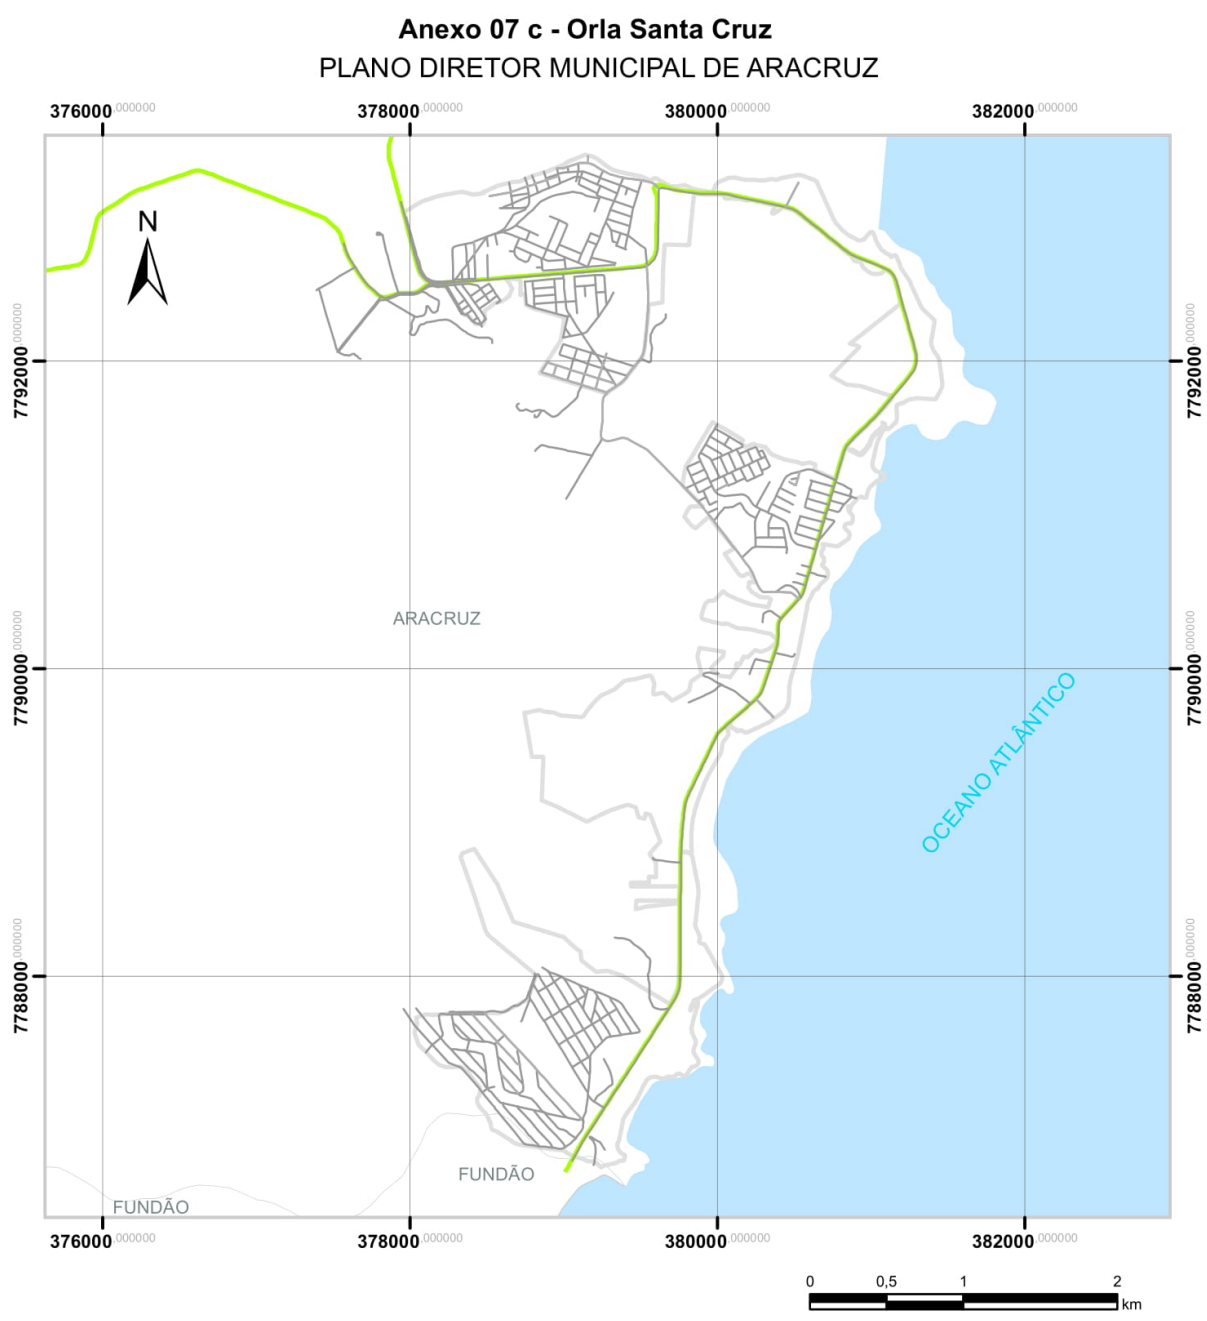 Anexo 07 c - Orla Santa Cruz
PLANO DIRETOR MUNICIPAL DE ARACRUZ
376000,000000 378000,000000 380000,000000 382000,000000
N
7792000,000000 7792000,000000
ARACRUZ
7790000,000000 7790000,000000
OCEANO ATLÂNTICO
7788000,000000 7788000,000000
FUNDÃO
FUNDÃO
376000,000000 378000,000000 380000,000000 382000,000000
0 0,5 1 2
km